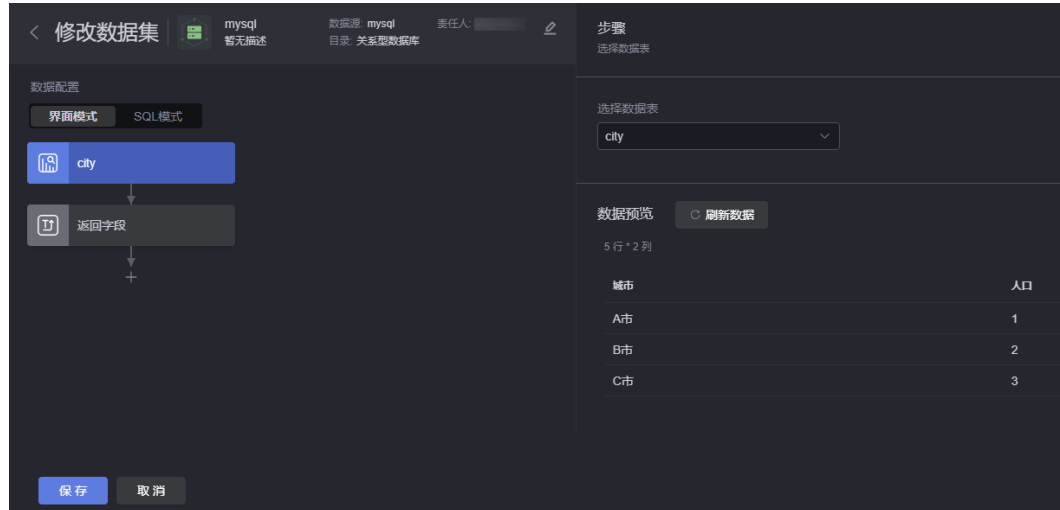 修改数据集
mysql
暂无描述
数据源: mysql
责任人:
目录: 关系型数据库
数据配置
界面模式 SQL模式
city
返回字段
保存 取消
步骤
选择数据表
选择数据表
city
数据预览 刷新数据
5 行 * 2 列
城市 人口
A市 1
B市 2
C市 3